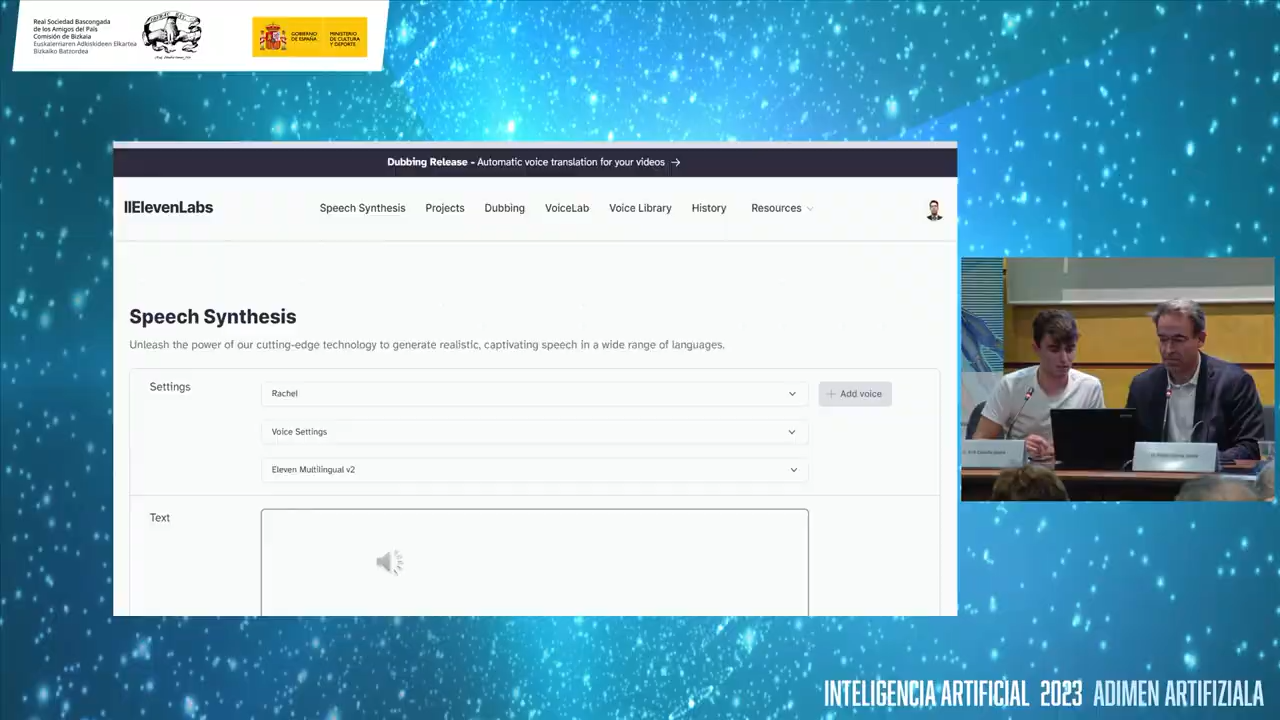 Real Sociedad Bascongada
de los Amigos del País
Comisión de Bizkaia
Euskalerriaren Adiskideen Elkartea
Bizkaiko Batzordea
GOBIERNO
DE ESPAÑA
MINISTERIO
DE CULTURA
Y DEPORTE
Dubbing Release - Automatic voice translation for your videos →
IIElevenLabs
Speech Synthesis
Projects
Dubbing
VoiceLab
Voice Library
History
Resources
Speech Synthesis
Unleash the power of our cutting-edge technology to generate realistic, captivating speech in a wide range of languages.
Settings
Rachel
+ Add voice
Voice Settings
Eleven Multilingual v2
Text
INTELIGENCIA ARTIFICIAL 2023 ADIMEN ARTIFIZIALA